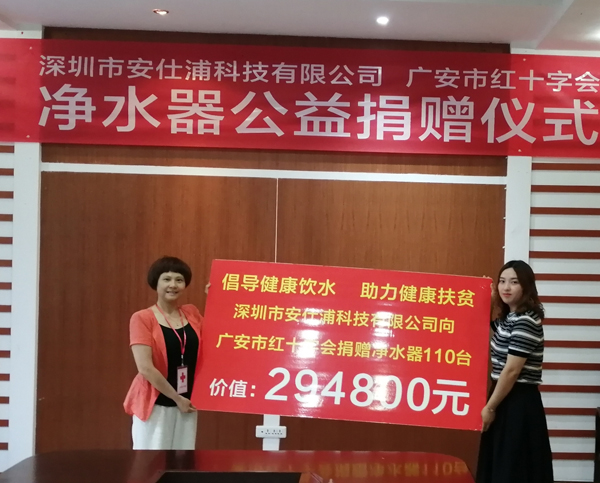 深圳市安仕浦科技有限公司 广安市红十字会
净水器公益捐赠仪式
倡导健康饮水 助力健康扶贫
深圳市安仕浦科技有限公司向
广安市红十字会捐赠净水器110台
价值：294800元